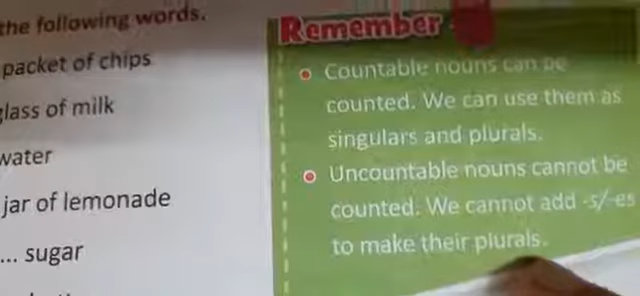 the following words.
packet of chips
glass of milk
water
jar of lemonade
... sugar
Remember
Countable nouns can be
counted. We can use them as
singulars and plurals.
Uncountable nouns cannot be
counted. We cannot add -s/-es
to make their plurals.